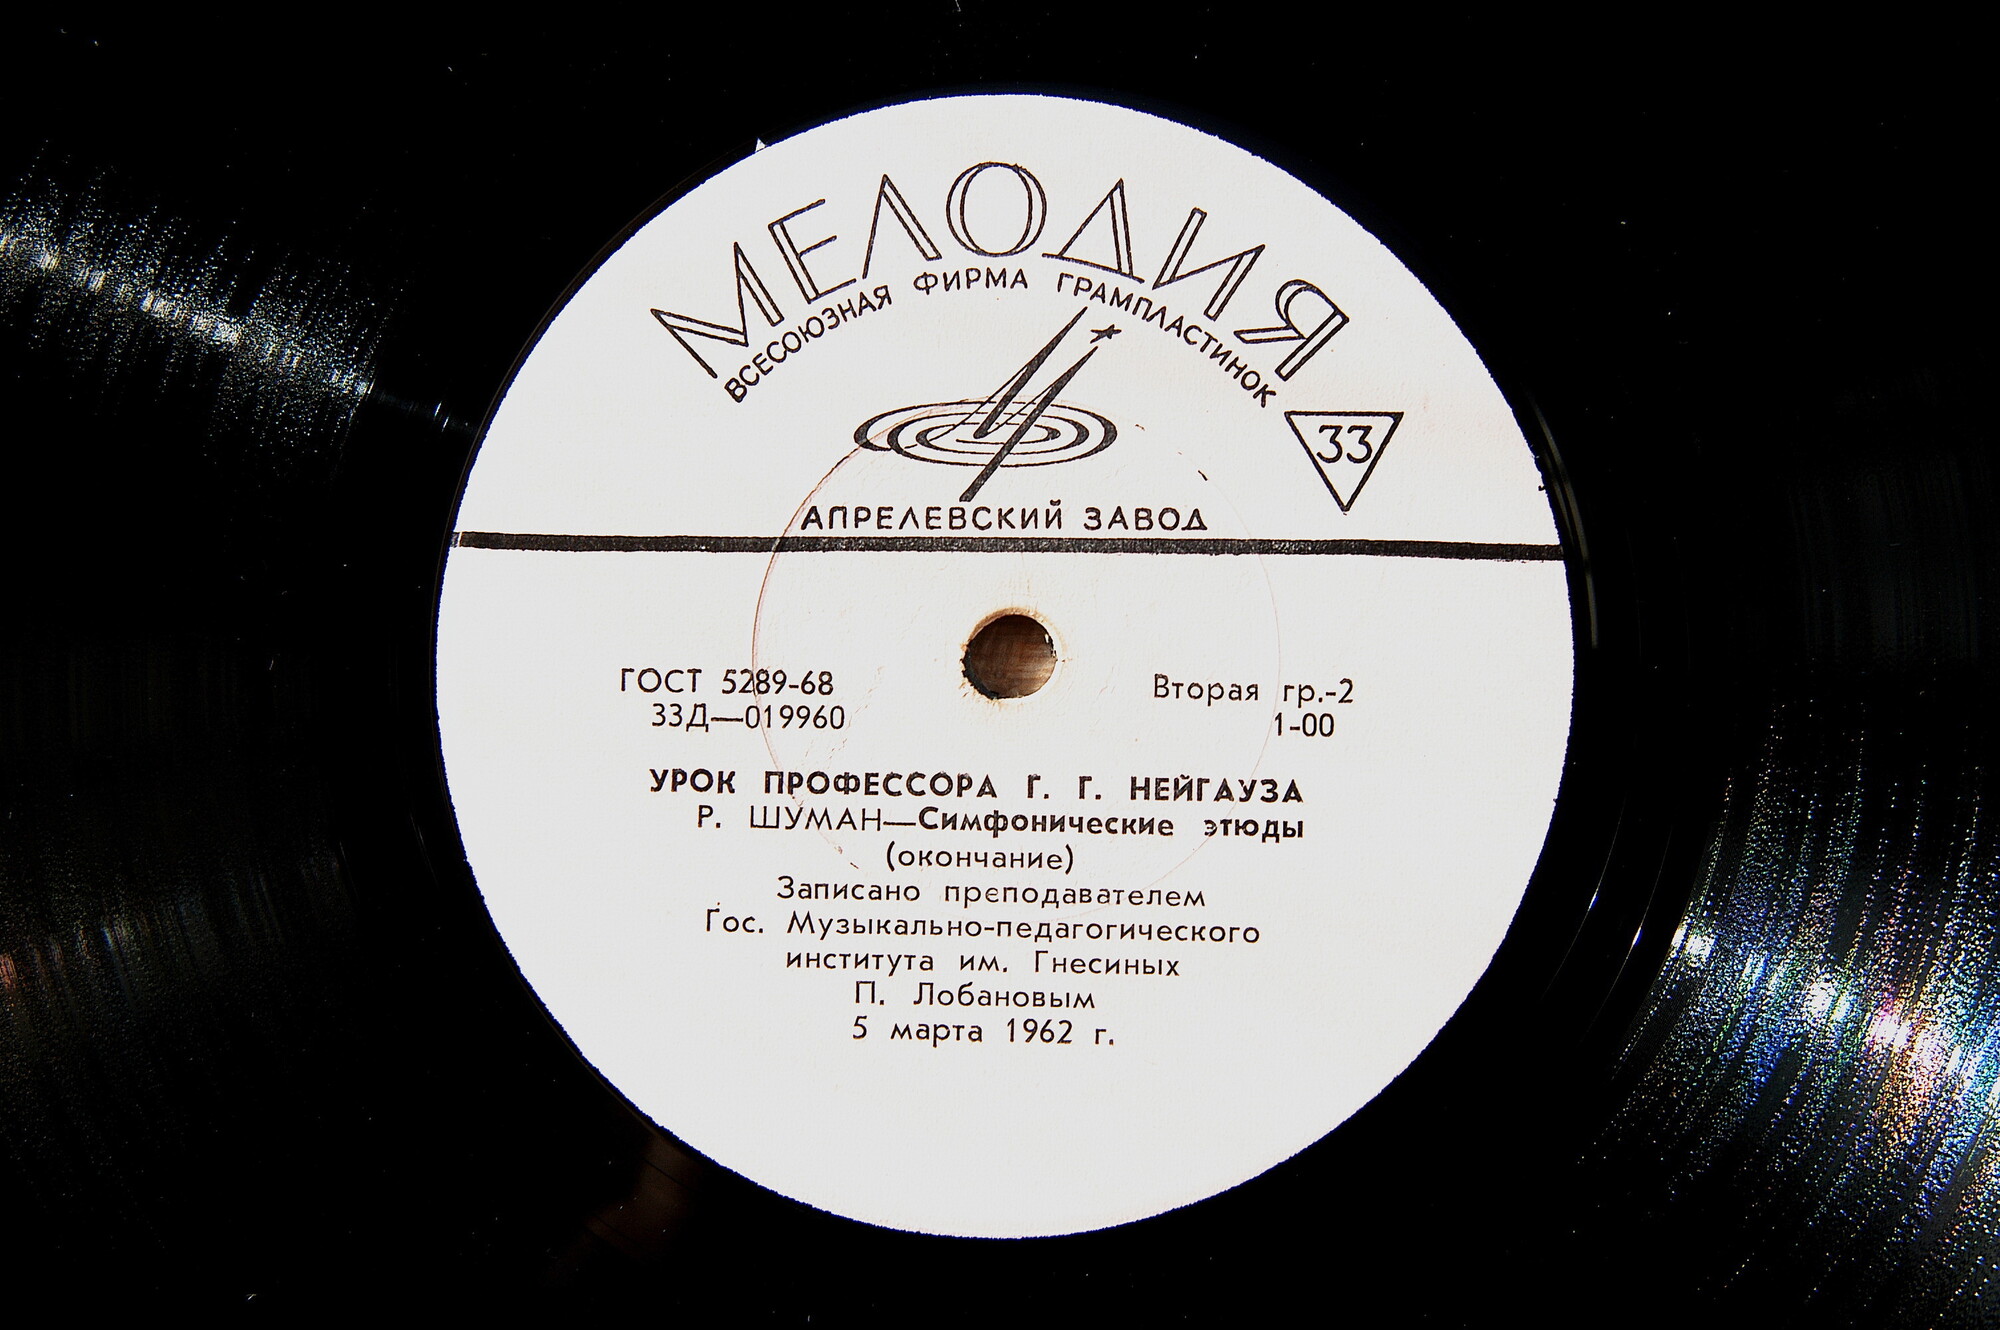 МЕЛОДИЯ
ВСЕСОЮЗНАЯ ФИРМА ГРАМПЛАСТИНОК
33
АПРЕЛЕВСКИЙ ЗАВОД
ГОСТ 5289-68 Вторая гр.-2
33Д—019960 1-00
УРОК ПРОФЕССОРА Г. Г. НЕЙГАУЗА
Р. ШУМАН—Симфонические этюды
(окончание)
Записано преподавателем
Гос. Музыкально-педагогического
института им. Гнесиных
П. Лобановым
5 марта 1962 г.